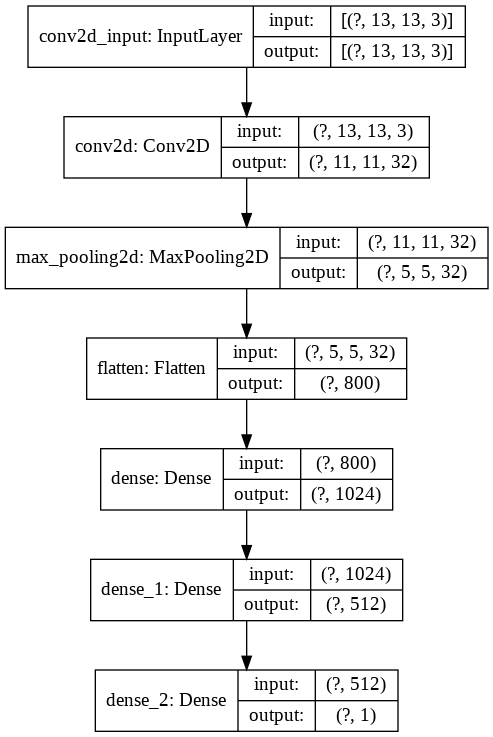 conv2d_input: InputLayer
input: [(?, 13, 13, 3)]
output: [(?, 13, 13, 3)]
conv2d: Conv2D
input: (?, 13, 13, 3)
output: (?, 11, 11, 32)
max_pooling2d: MaxPooling2D
input: (?, 11, 11, 32)
output: (?, 5, 5, 32)
flatten: Flatten
input: (?, 5, 5, 32)
output: (?, 800)
dense: Dense
input: (?, 800)
output: (?, 1024)
dense_1: Dense
input: (?, 1024)
output: (?, 512)
dense_2: Dense
input: (?, 512)
output: (?, 1)